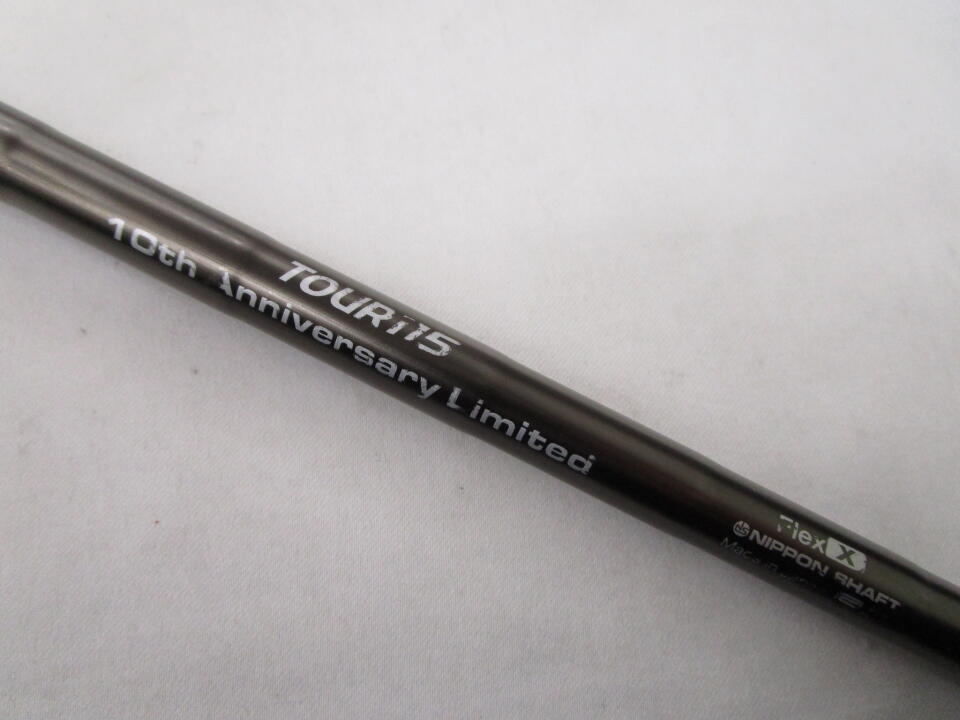 TOUR115
10th Anniversary Limited
Flex X
NIPPON SHAFT